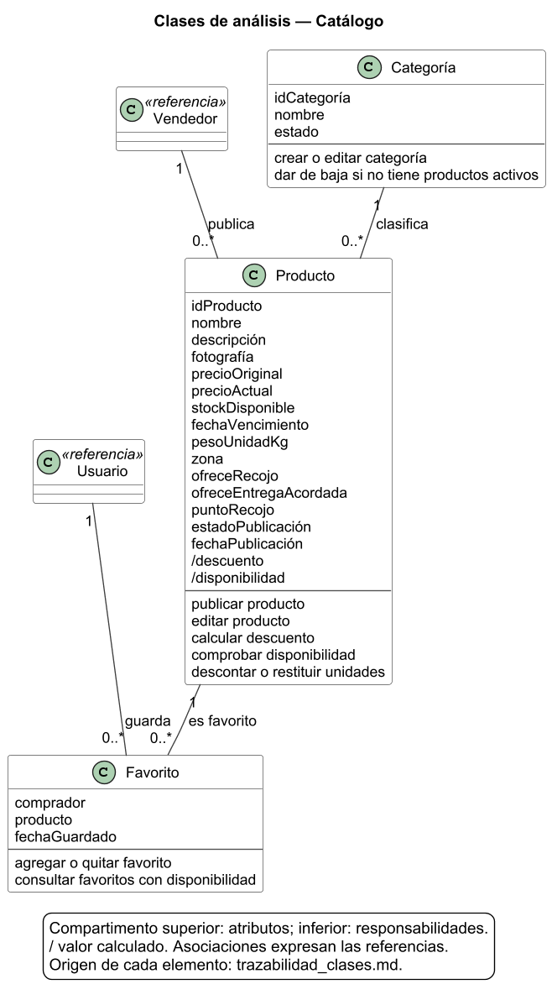 Clases de análisis — Catálogo
C
«referencia»
Vendedor
C
Categoría
idCategoría
nombre
estado
crear o editar categoría
dar de baja si no tiene productos activos
1
publica
0..*
1
clasifica
0..*
C
Producto
idProducto
nombre
descripción
fotografía
precioOriginal
precioActual
stockDisponible
fechaVencimiento
pesoUnidadKg
zona
ofreceRecojo
ofreceEntregaAcordada
puntoRecojo
estadoPublicación
fechaPublicación
/descuento
/disponibilidad
publicar producto
editar producto
calcular descuento
comprobar disponibilidad
descontar o restituir unidades
C
«referencia»
Usuario
1
guarda
0..*
1
es favorito
0..*
C
Favorito
comprador
producto
fechaGuardado
agregar o quitar favorito
consultar favoritos con disponibilidad
Compartimento superior: atributos; inferior: responsabilidades.
/ valor calculado. Asociaciones expresan las referencias.
Origen de cada elemento: trazabilidad_clases.md.